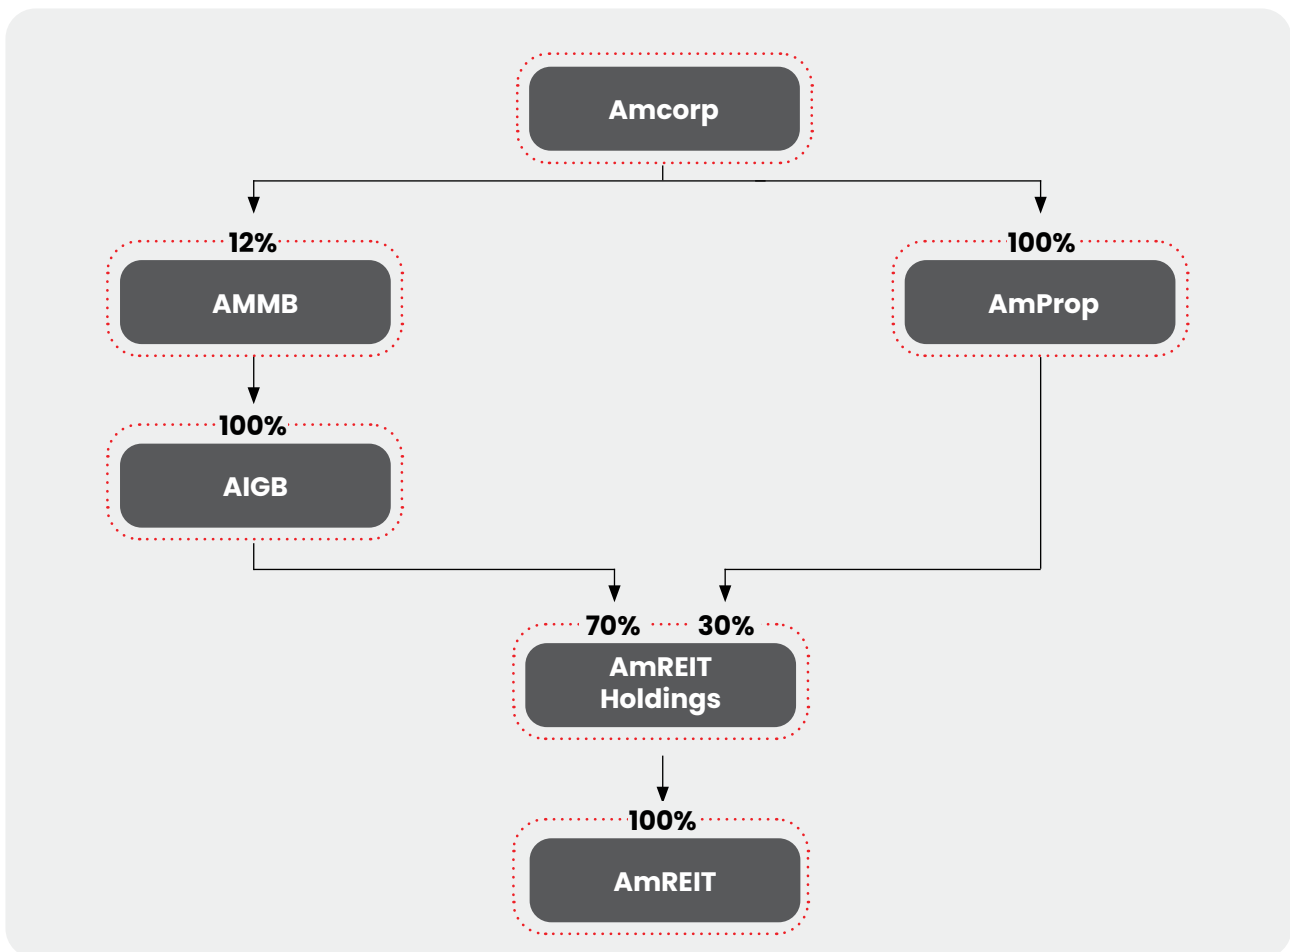 Amcorp
12%
100%
AMMB
AmProp
100%
AIGB
70%
30%
AmREIT
Holdings
100%
AmREIT